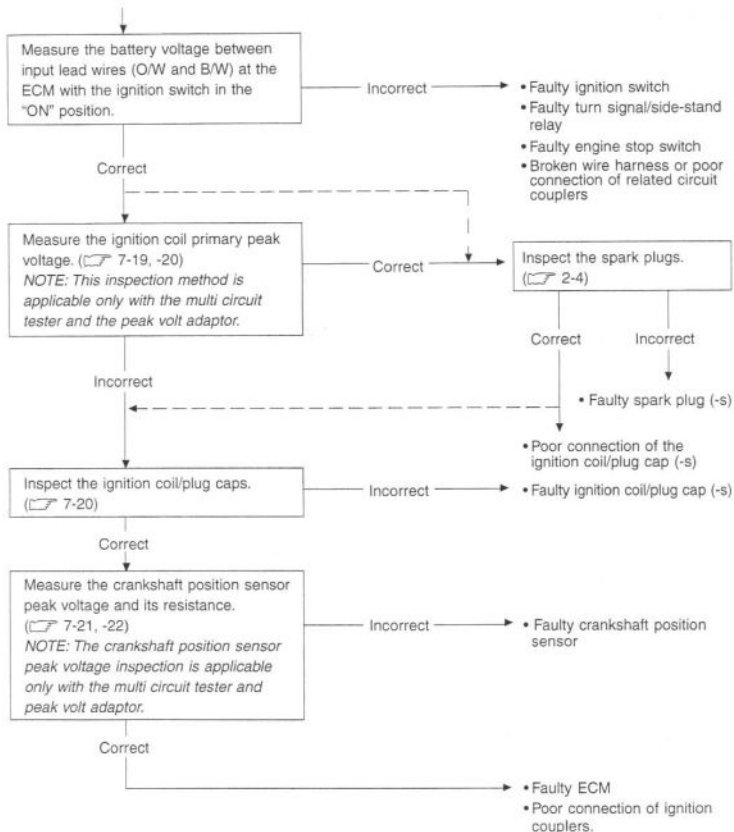 Measure the battery voltage between
input lead wires (O/W and B/W) at the
ECM with the ignition switch in the
“ON” position.
Incorrect
• Faulty ignition switch
• Faulty turn signal/side-stand
relay
• Faulty engine stop switch
• Broken wire harness or poor
connection of related circuit
couplers
Correct
Measure the ignition coil primary peak
voltage. (☞ 7-19, -20)
NOTE: This inspection method is
applicable only with the multi circuit
tester and the peak volt adaptor.
Correct
Inspect the spark plugs.
(☞ 2-4)
Correct
Incorrect
Incorrect
• Faulty spark plug (-s)
• Poor connection of the
ignition coil/plug cap (-s)
Inspect the ignition coil/plug caps.
(☞ 7-20)
Incorrect
• Faulty ignition coil/plug cap (-s)
Correct
Measure the crankshaft position sensor
peak voltage and its resistance.
(☞ 7-21, -22)
NOTE: The crankshaft position sensor
peak voltage inspection is applicable
only with the multi circuit tester and
peak volt adaptor.
Incorrect
• Faulty crankshaft position
sensor
Correct
• Faulty ECM
• Poor connection of ignition
couplers.